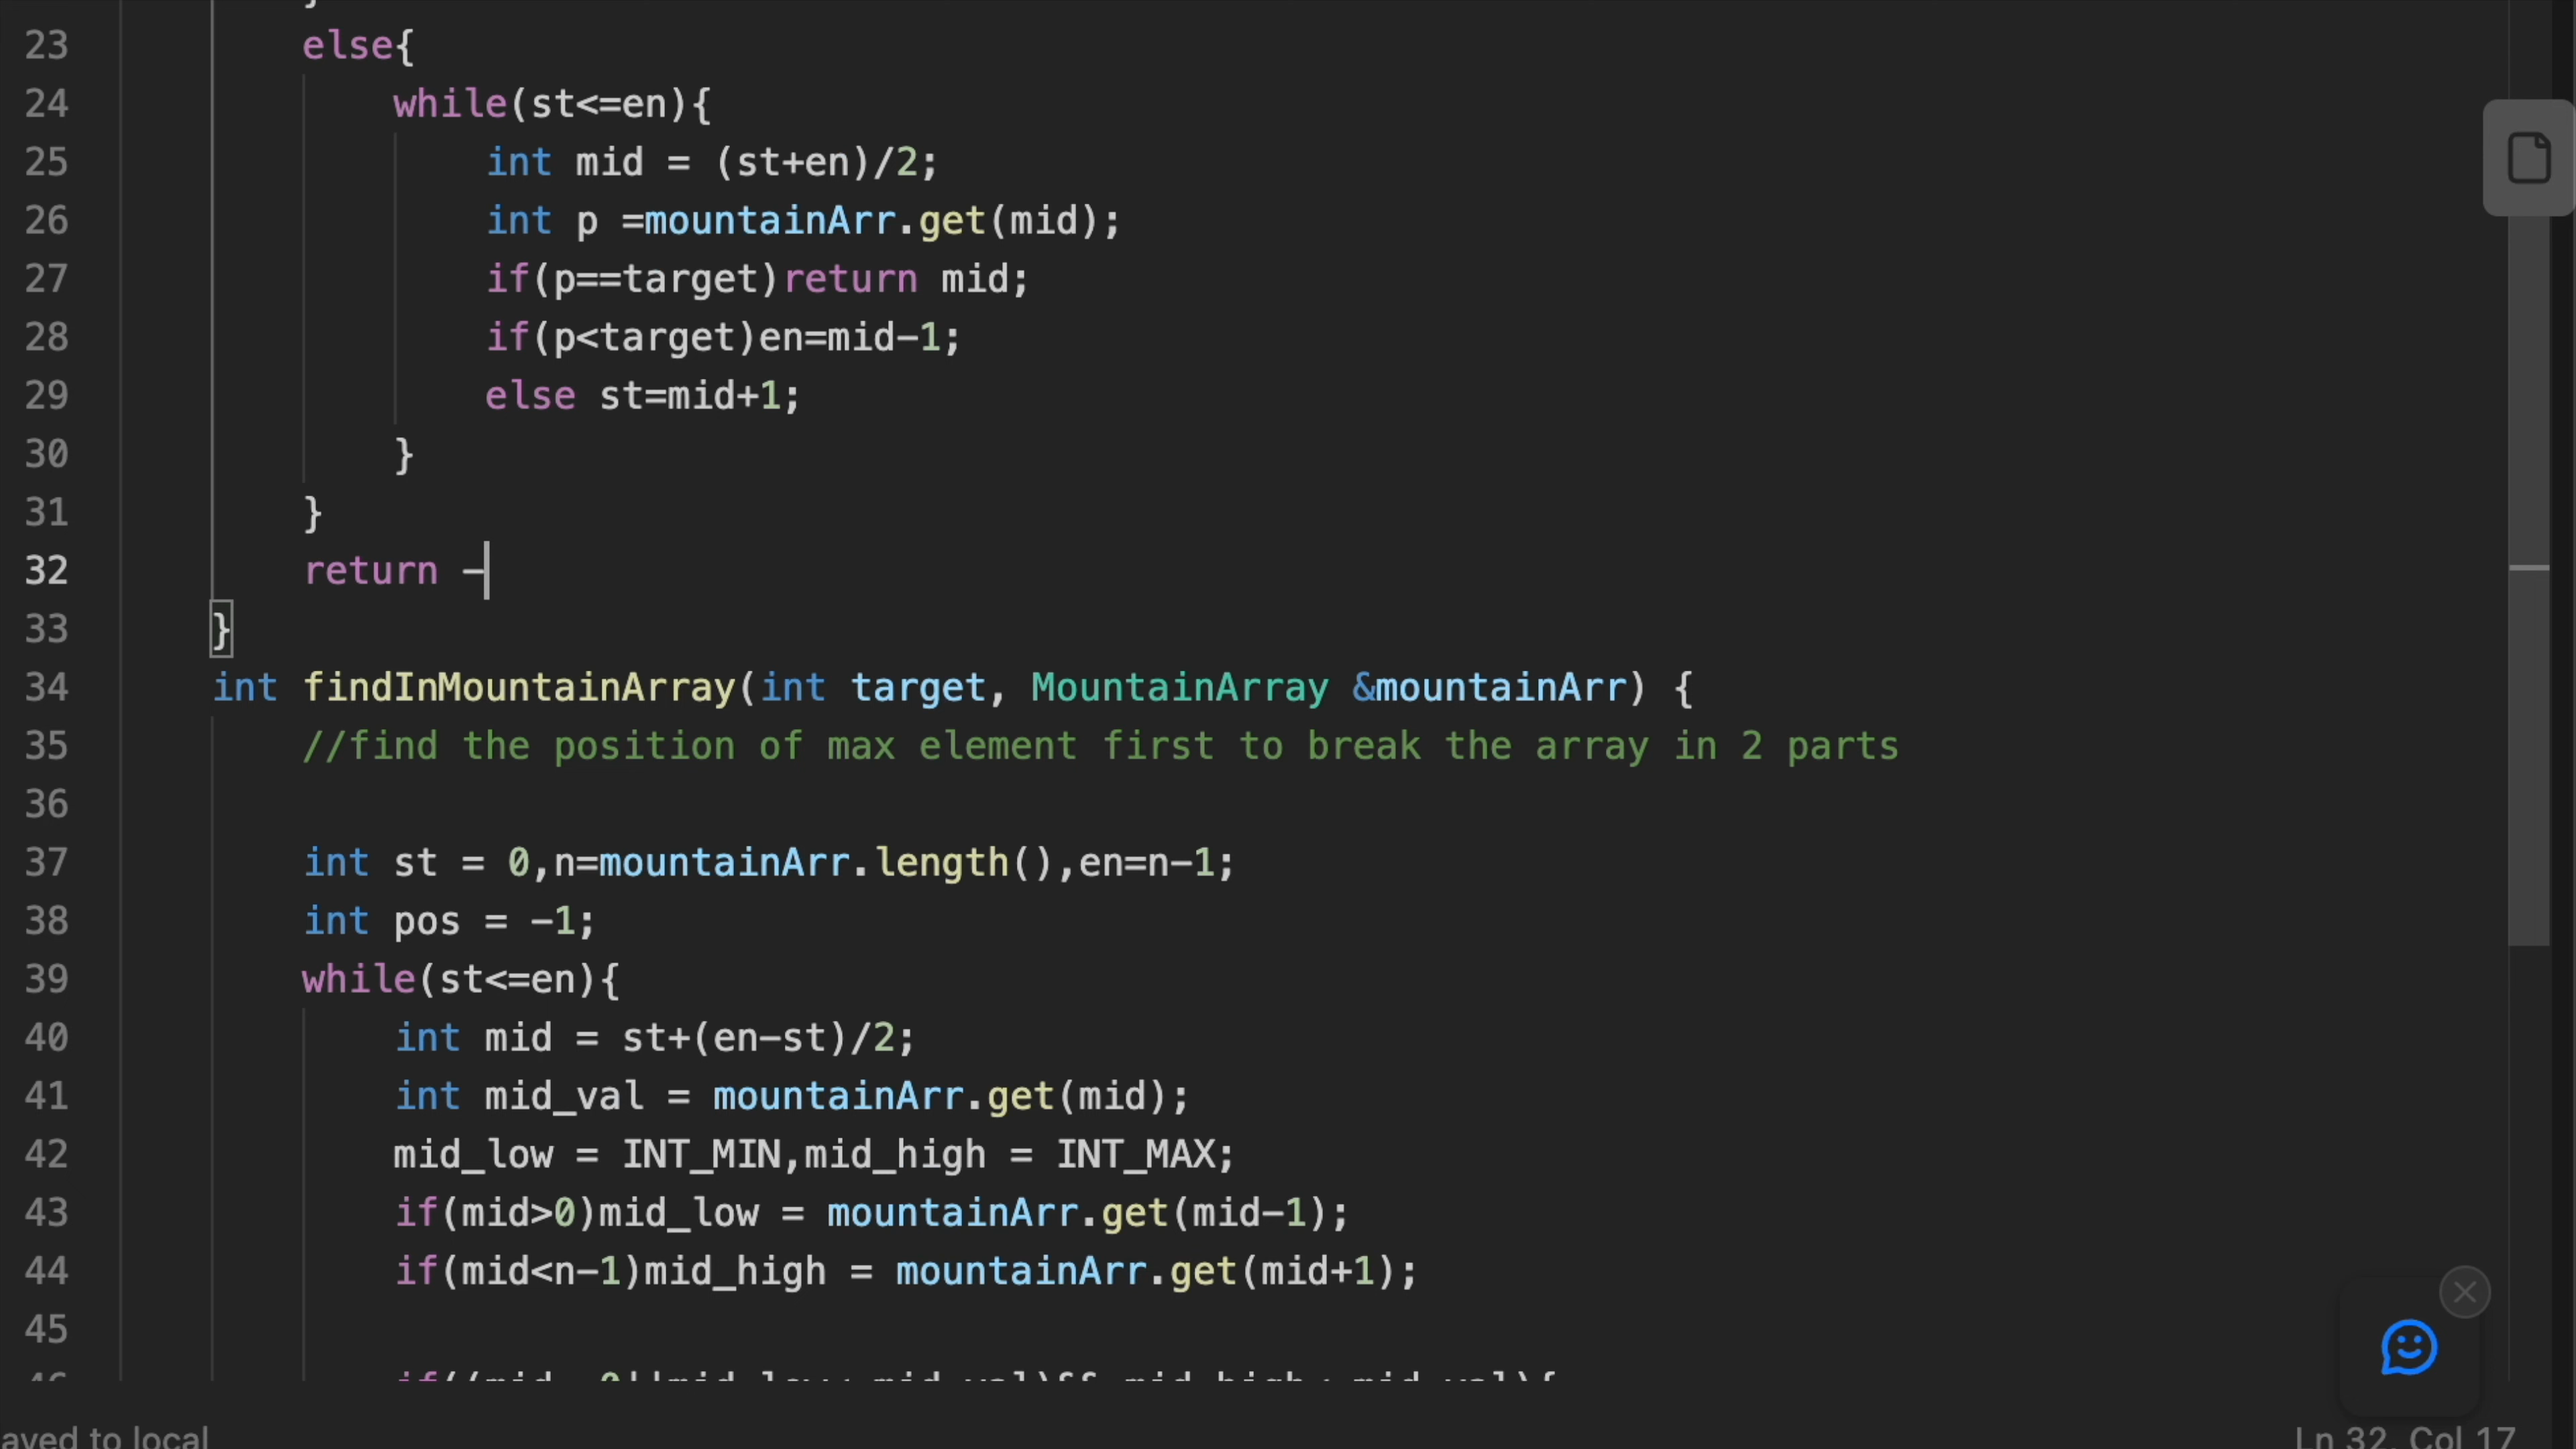 23 else{
24 while(st<=en){
25 int mid = (st+en)/2;
26 int p =mountainArr.get(mid);
27 if(p==target)return mid;
28 if(p<target)en=mid-1;
29 else st=mid+1;
30 }
31 }
32 return -
33 }
34 int findInMountainArray(int target, MountainArray &mountainArr) {
35 //find the position of max element first to break the array in 2 parts
36
37 int st = 0,n=mountainArr.length(),en=n-1;
38 int pos = -1;
39 while(st<=en){
40 int mid = st+(en-st)/2;
41 int mid_val = mountainArr.get(mid);
42 mid_low = INT_MIN,mid_high = INT_MAX;
43 if(mid>0)mid_low = mountainArr.get(mid-1);
44 if(mid<n-1)mid_high = mountainArr.get(mid+1);
45
aved to local
Ln 32, Col 17